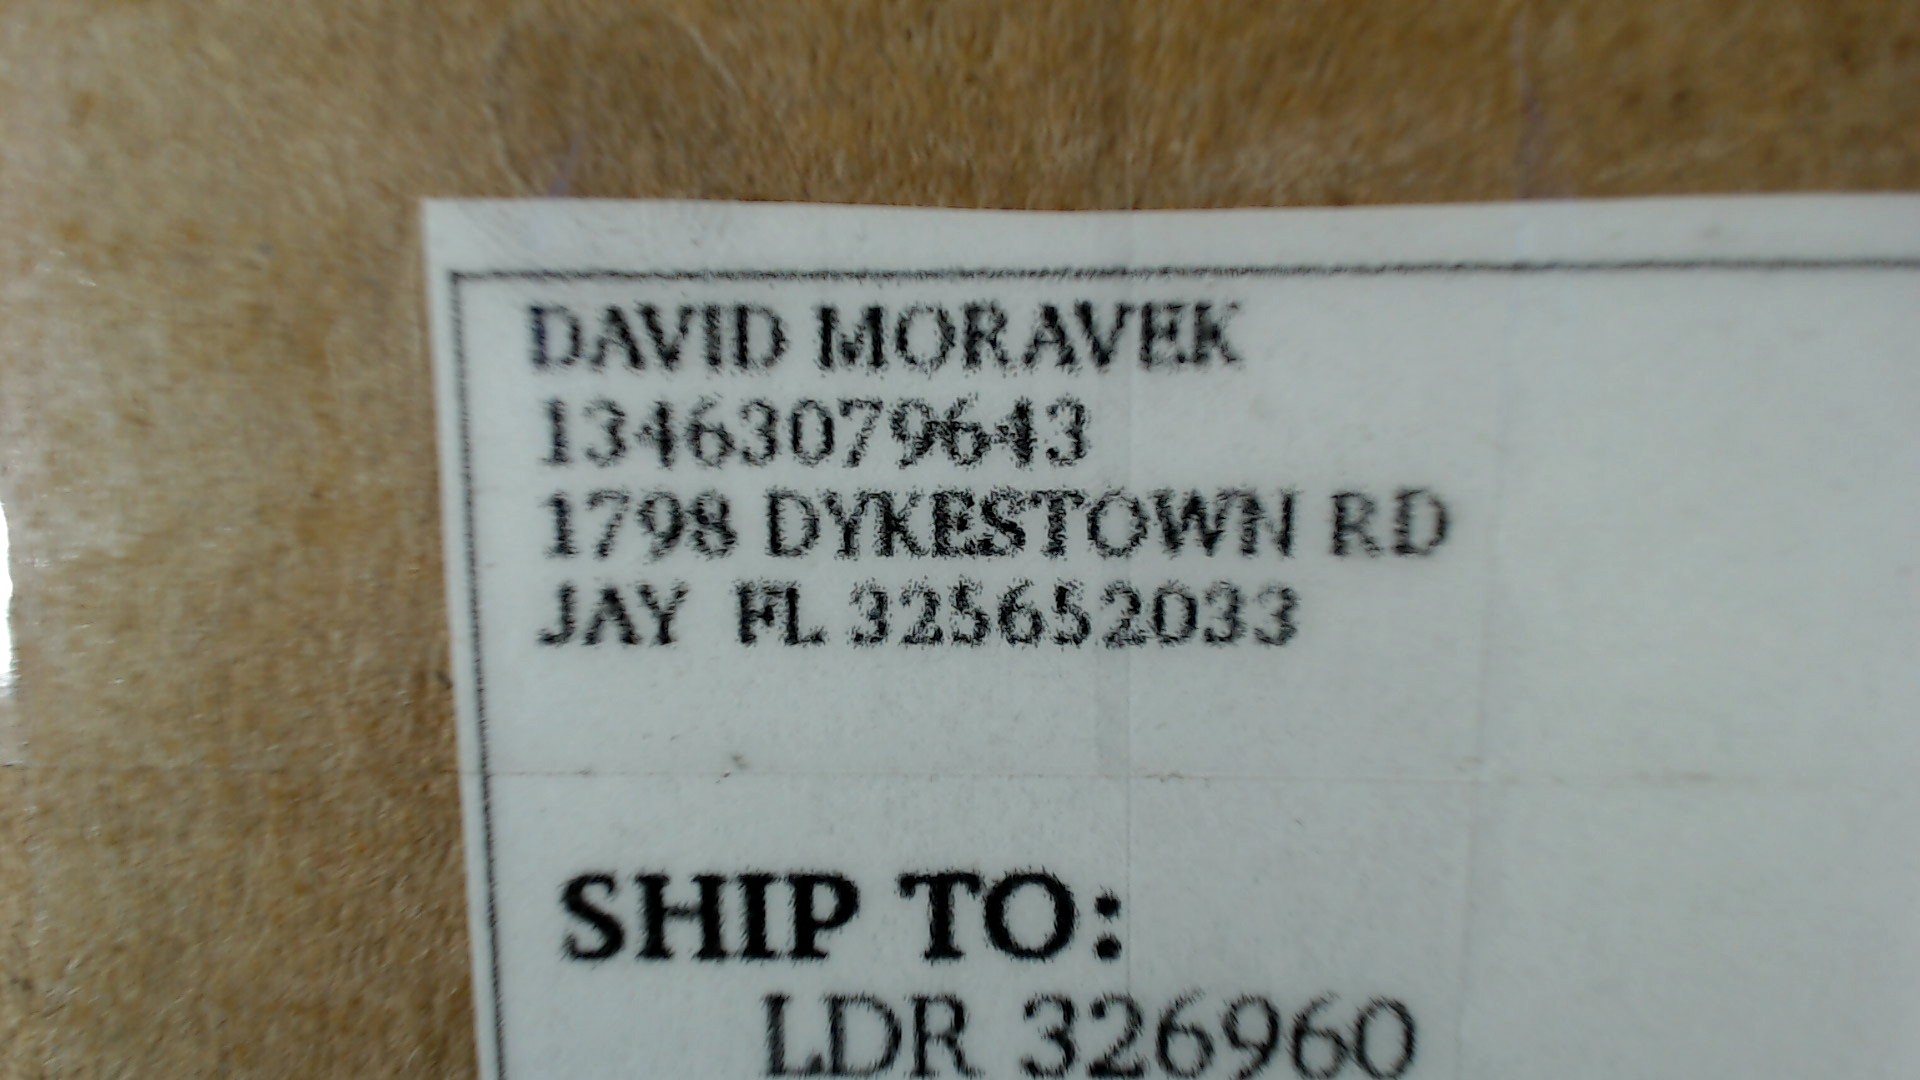 DAVID MORAVEK
13463079643
1798 DYKESTOWN RD
JAY FL 325652033
SHIP TO:
LDR 326960